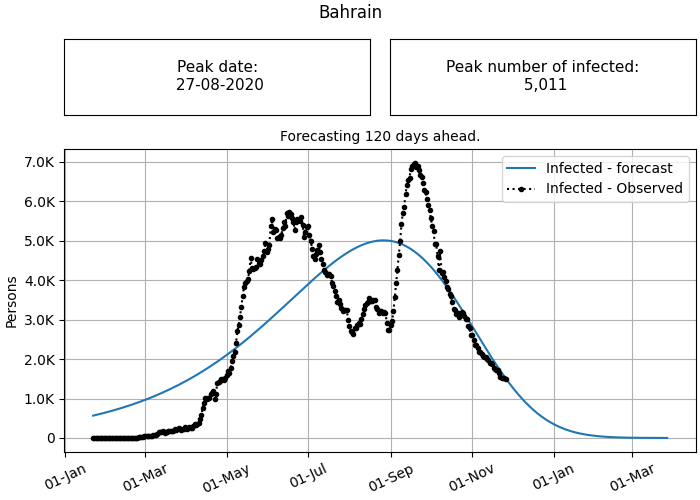 Bahrain
Peak date:
27-08-2020
Peak number of infected:
5,011
Forecasting 120 days ahead.
Infected - forecast
Infected - Observed
Persons
7.0K
6.0K
5.0K
4.0K
3.0K
2.0K
1.0K
0
01-Jan
01-Mar
01-May
01-Jul
01-Sep
01-Nov
01-Jan
01-Mar